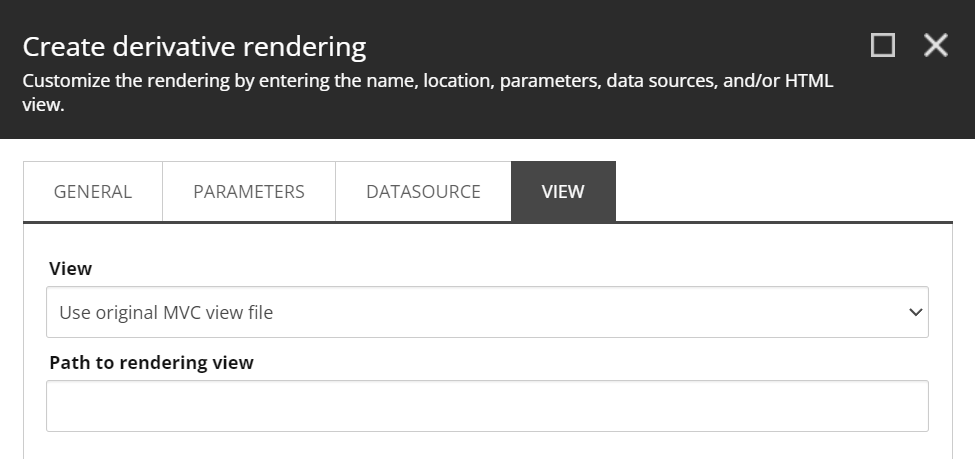 Create derivative rendering
Customize the rendering by entering the name, location, parameters, data sources, and/or HTML
view.
GENERAL PARAMETERS DATASOURCE VIEW
View
Use original MVC view file
Path to rendering view